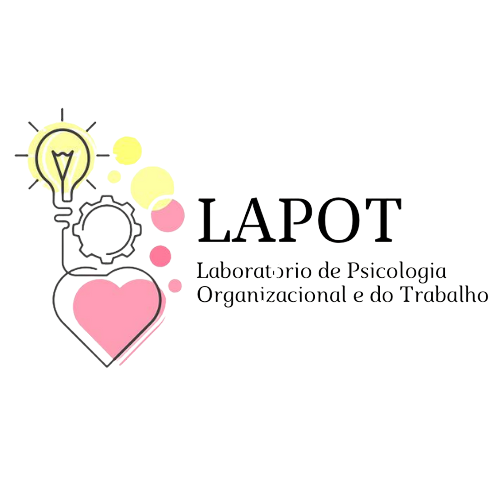 LAPOT
Laboratorio de Psicologia
Organizacional e do Trabalho